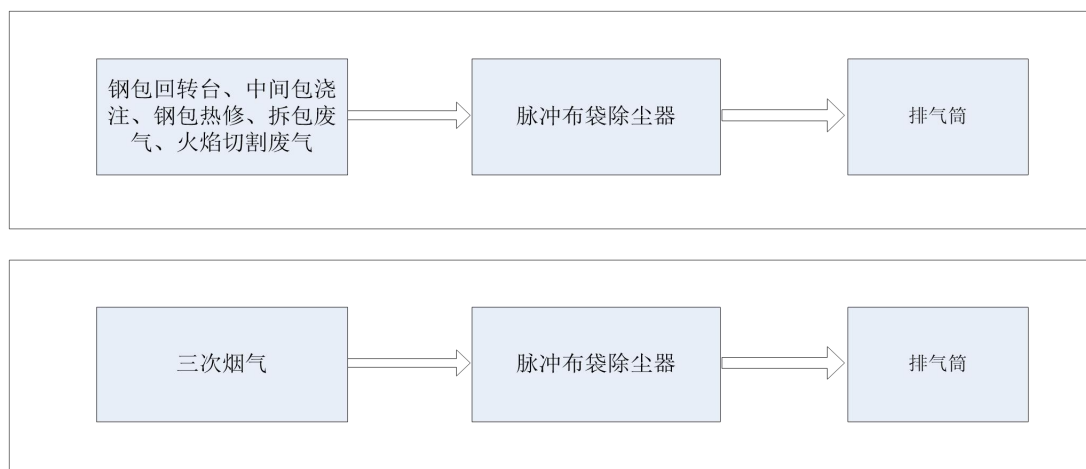 钢包回转台、中间包浇
注、钢包热修、拆包废
气、火焰切割废气
脉冲布袋除尘器
排气筒
三次烟气
脉冲布袋除尘器
排气筒